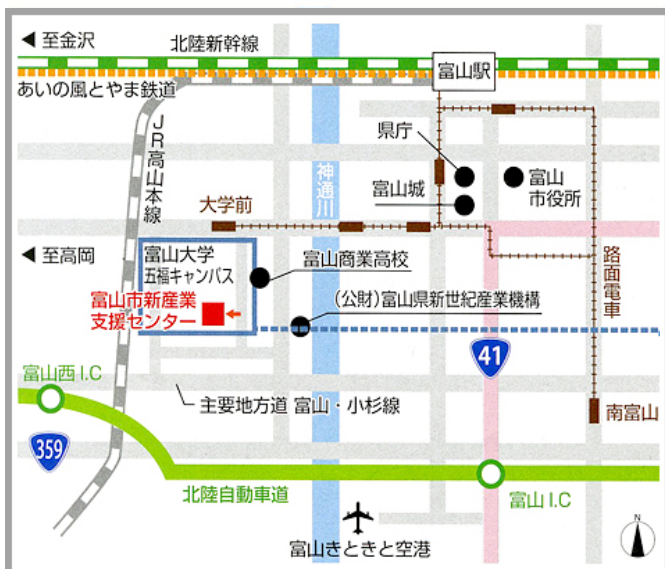 ◀ 至金沢
北陸新幹線
富山駅
あいの風とやま鉄道
JR高山本線
県庁
神通川
富山城
富山
市役所
大学前
◀至高岡
富山大学
五福キャンパス
富山商業高校
路面電車
富山市新産業
支援センター
(公財)富山県新世紀産業機構
41
富山西I.C
主要地方道 富山・小杉線
南富山
359
北陸自動車道
富山I.C
富山きときと空港
N